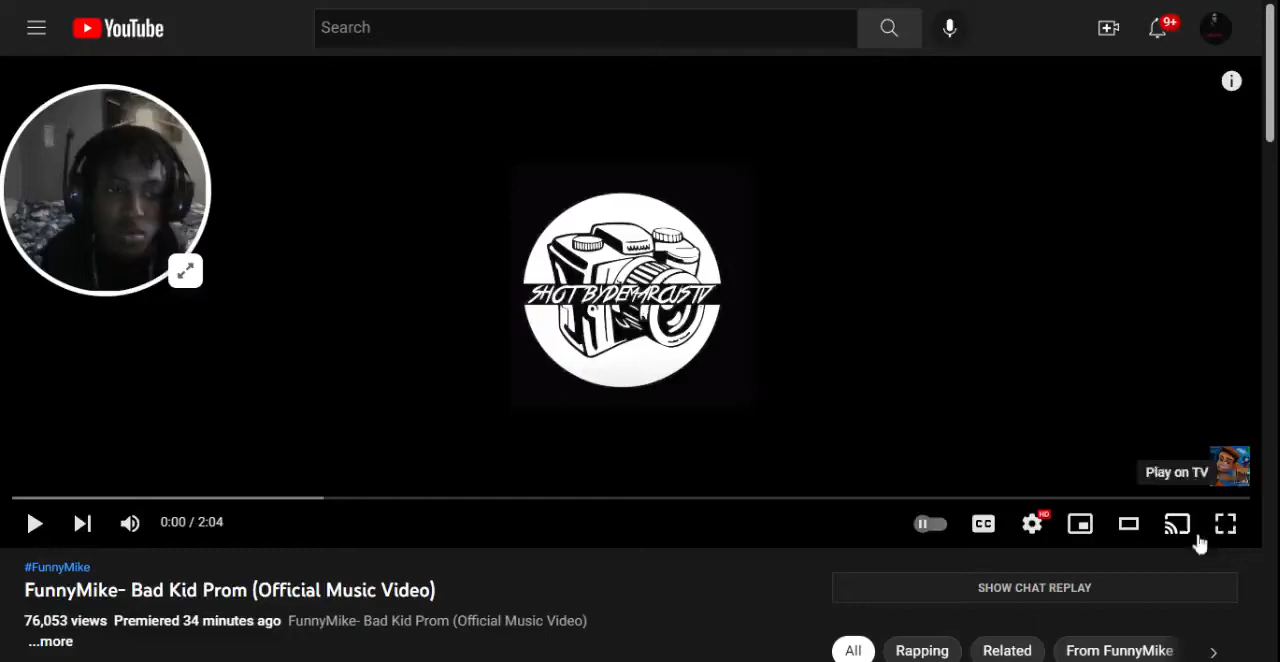 YouTube
Search
9+
i
SHOT BYDEMARCUSTV
Play on TV
0:00 / 2:04
CC
HD
#FunnyMike
FunnyMike- Bad Kid Prom (Official Music Video)
76,053 views Premiered 34 minutes ago FunnyMike- Bad Kid Prom (Official Music Video)
...more
SHOW CHAT REPLAY
All Rapping Related From FunnyMike